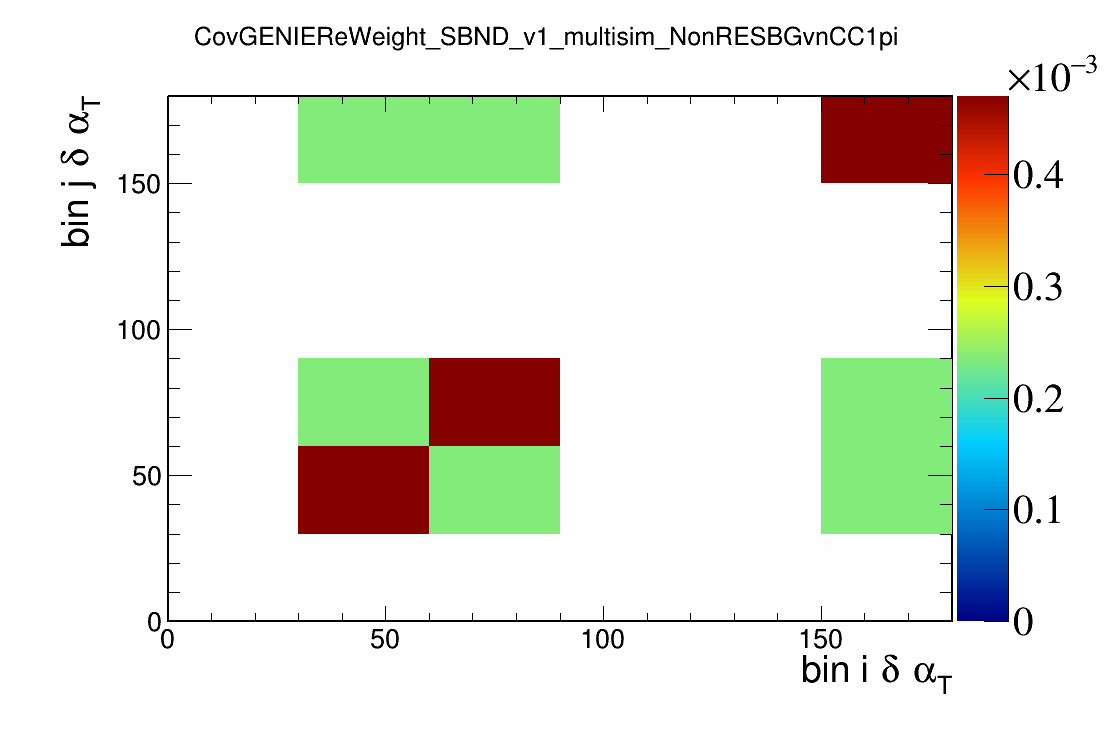 CovGENIEReWeight_SBND_v1_multisim_NonRESBGvnCC1pi
×10⁻³
bin j δ α_T
150
100
50
0
0 50 100 150
bin i δ α_T
0.4
0.3
0.2
0.1
0